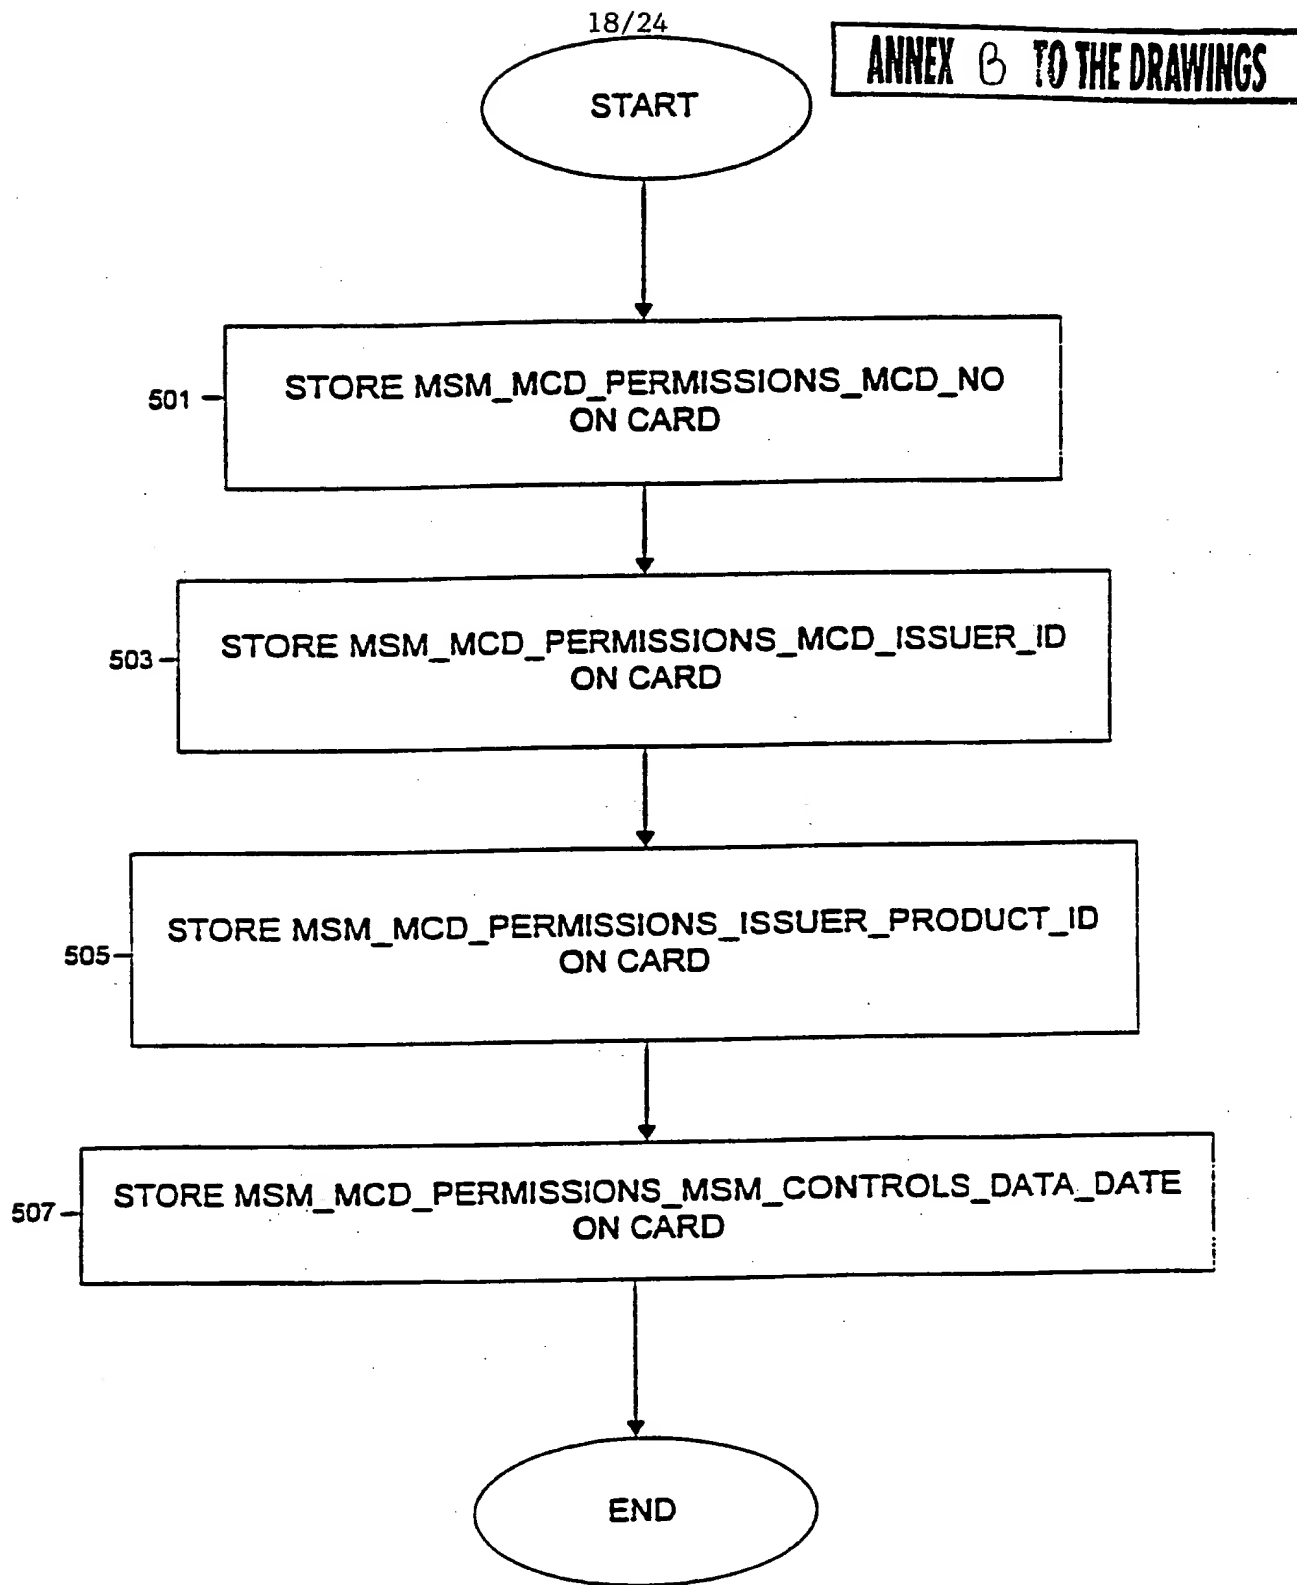 18/24
ANNEX B TO THE DRAWINGS
START
501
STORE MSM_MCD_PERMISSIONS_MCD_NO
ON CARD
503
STORE MSM_MCD_PERMISSIONS_MCD_ISSUER_ID
ON CARD
505
STORE MSM_MCD_PERMISSIONS_ISSUER_PRODUCT_ID
ON CARD
507
STORE MSM_MCD_PERMISSIONS_MSM_CONTROLS_DATA_DATE
ON CARD
END